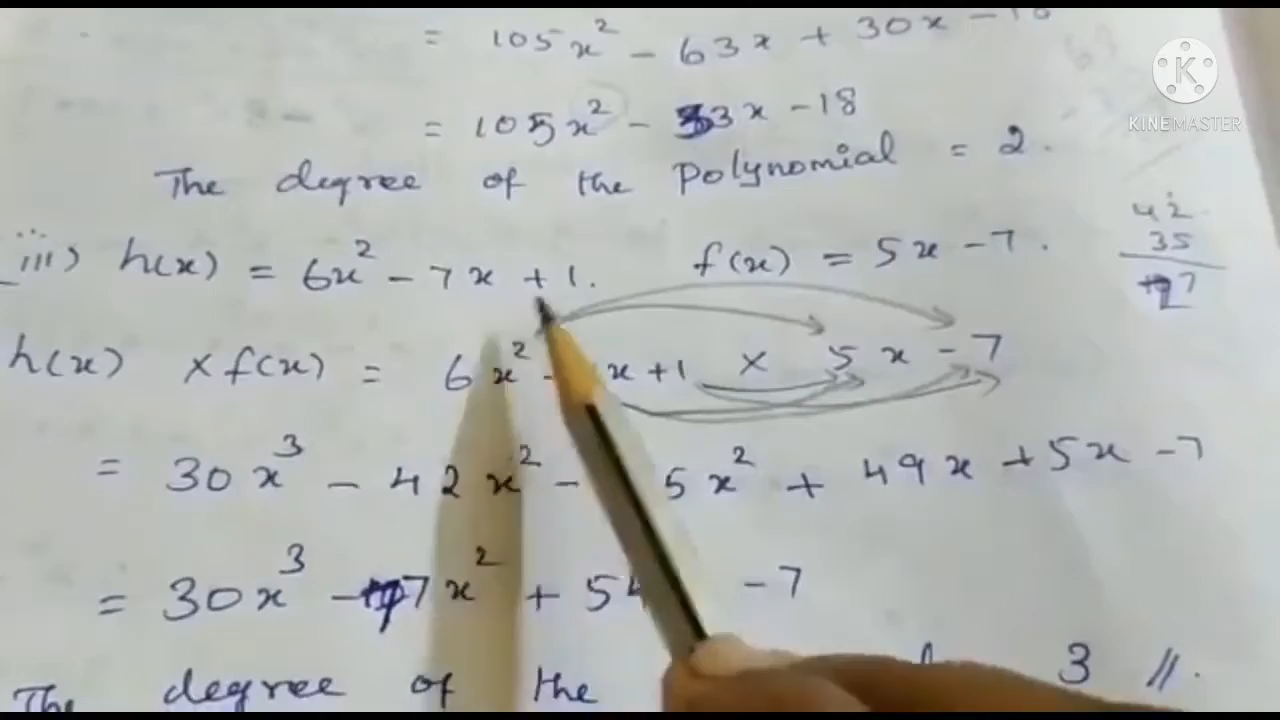 = 105x² - 63x + 30x - 18
= 105x² - 33x - 18
The degree of the polynomial = 2.
iii) h(x) = 6x² - 7x + 1. f(x) = 5x - 7.
42
35
77
h(x) × f(x) = 6x² - x + 1 × 5x - 7
= 30x³ - 42x² - 5x² + 49x + 5x - 7
= 30x³ - 77x² + 54 - 7
The degree of the 3 //.
K
KINEMASTER